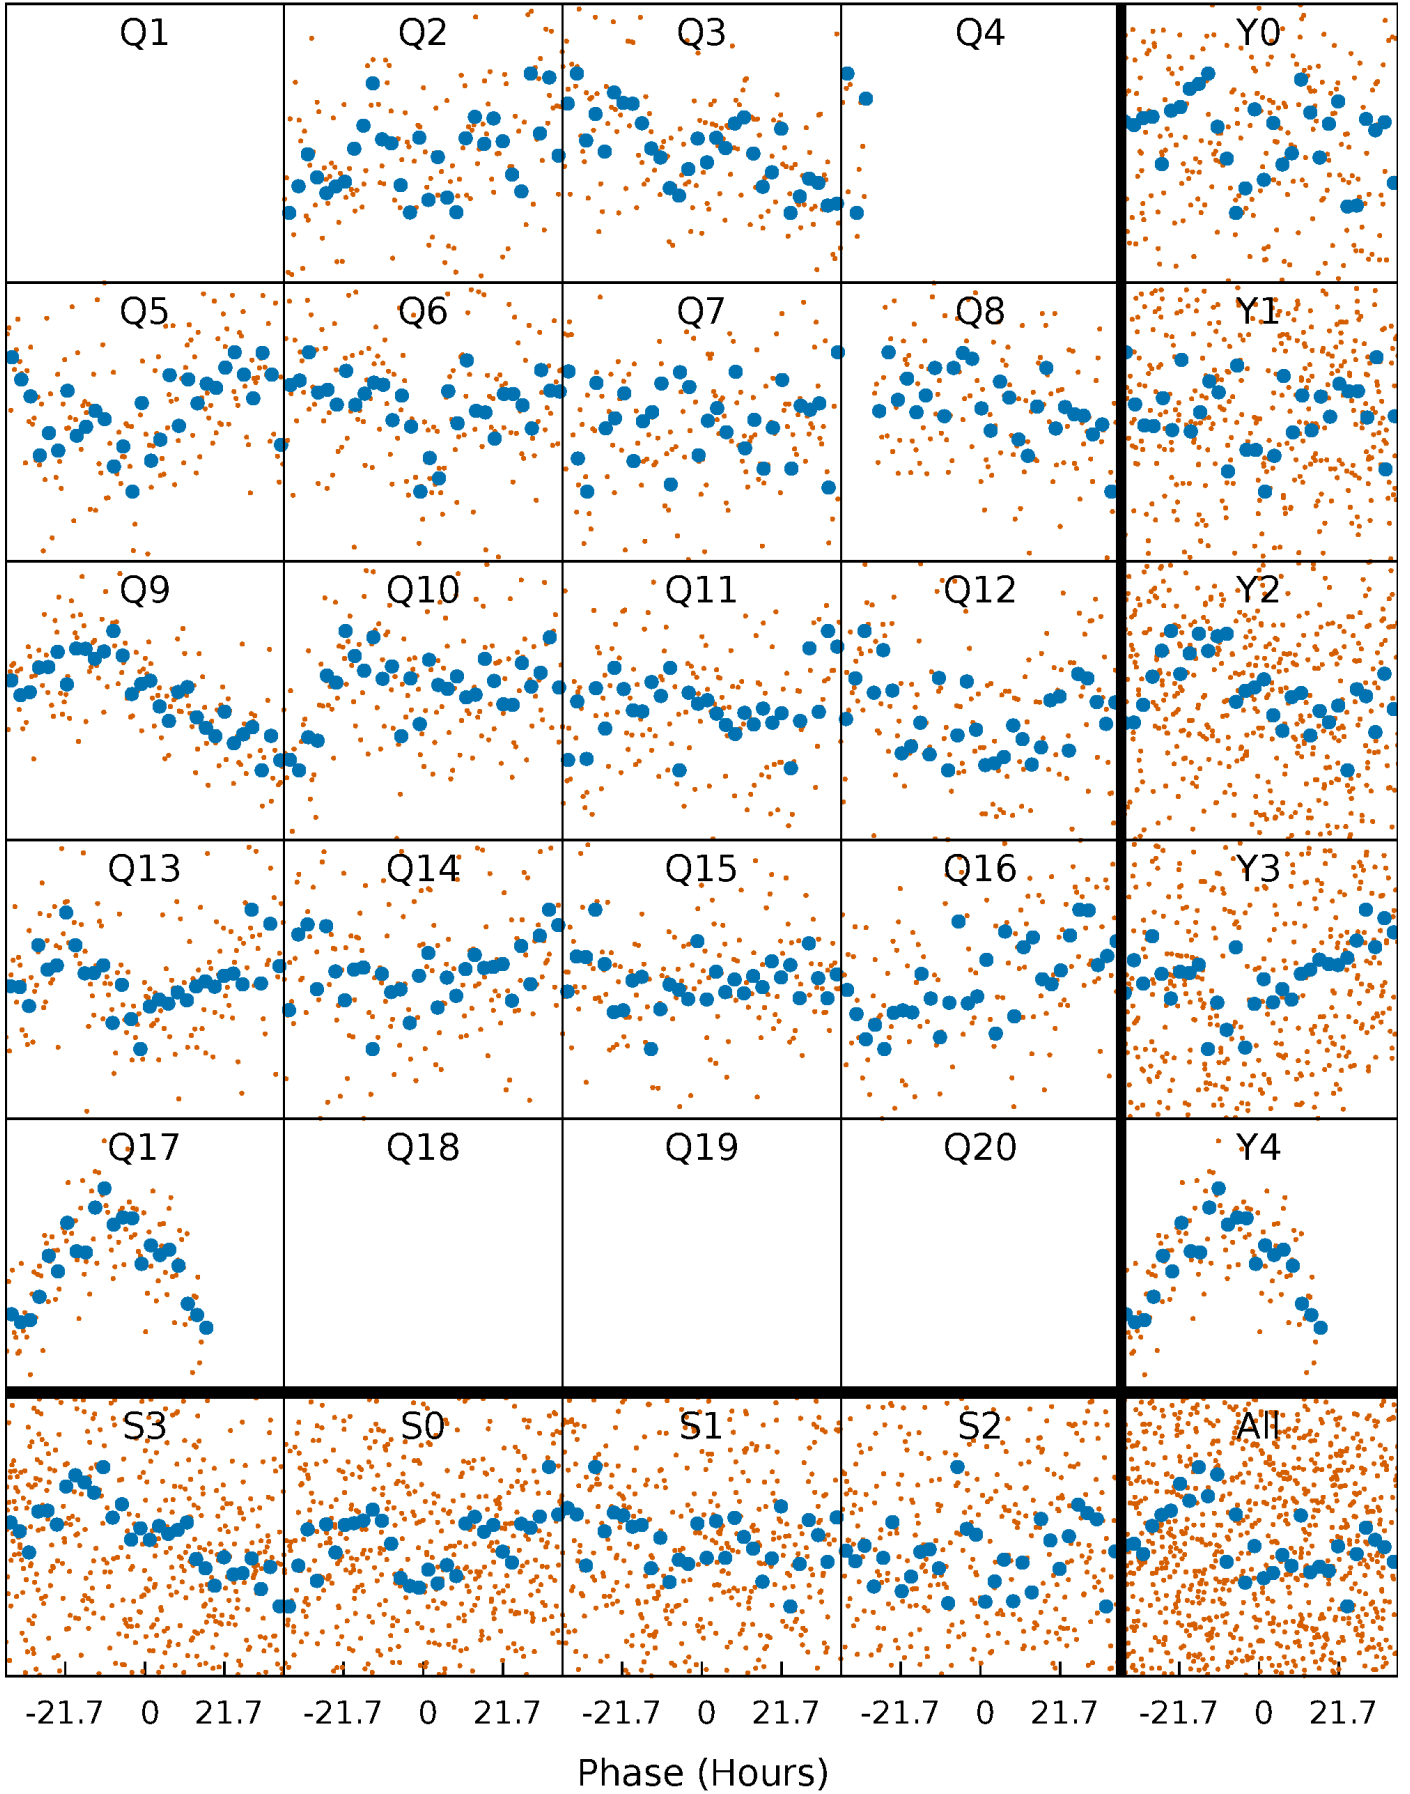 Q1 Q2 Q3 Q4 Y0
Q5 Q6 Q7 Q8 Y1
Q9 Q10 Q11 Q12 Y2
Q13 Q14 Q15 Q16 Y3
Q17 Q18 Q19 Q20 Y4
S3 S0 S1 S2 All
-21.7 0 21.7 -21.7 0 21.7 -21.7 0 21.7 -21.7 0 21.7 -21.7 0 21.7
Phase (Hours)